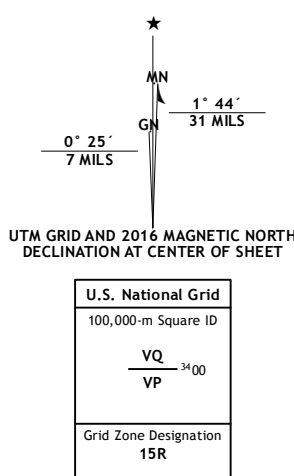 MN
1° 44´
31 MILS
GN
0° 25´
7 MILS
UTM GRID AND 2016 MAGNETIC NORTH
DECLINATION AT CENTER OF SHEET
U.S. National Grid
100,000-m Square ID
VQ
3400
VP
Grid Zone Designation
15R